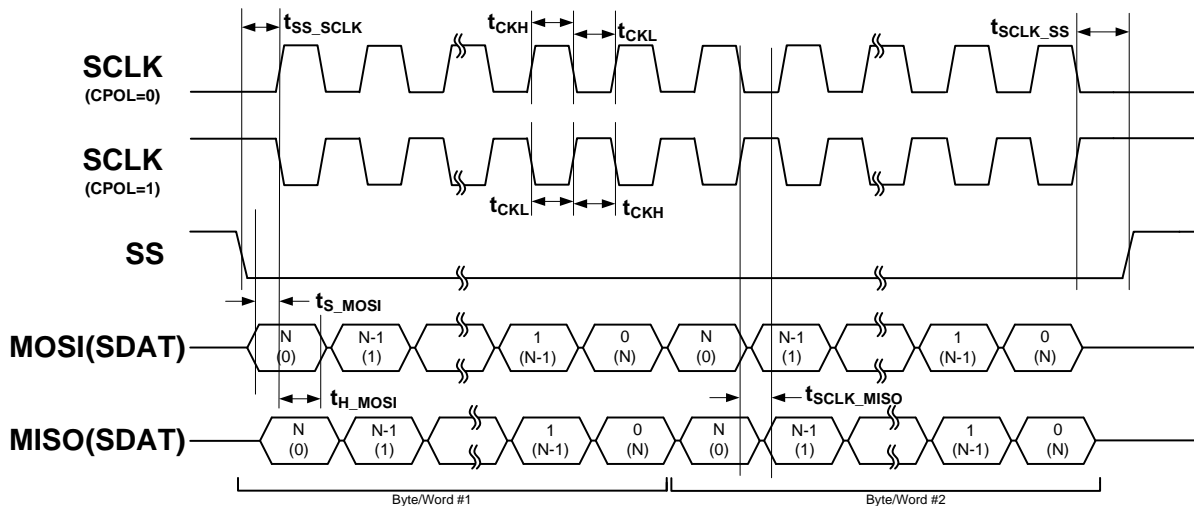 tSS_SCLK
tCKH
tCKL
tSCLK_SS
SCLK
(CPOL=0)
SCLK
(CPOL=1)
tCKL
tCKH
SS
tS_MOSI
MOSI(SDAT)
N (0)
N-1 (1)
1 (N-1)
0 (N)
N (0)
N-1 (1)
1 (N-1)
0 (N)
tH_MOSI
tSCLK_MISO
MISO(SDAT)
N (0)
N-1 (1)
1 (N-1)
0 (N)
N (0)
N-1 (1)
1 (N-1)
0 (N)
Byte/Word #1
Byte/Word #2